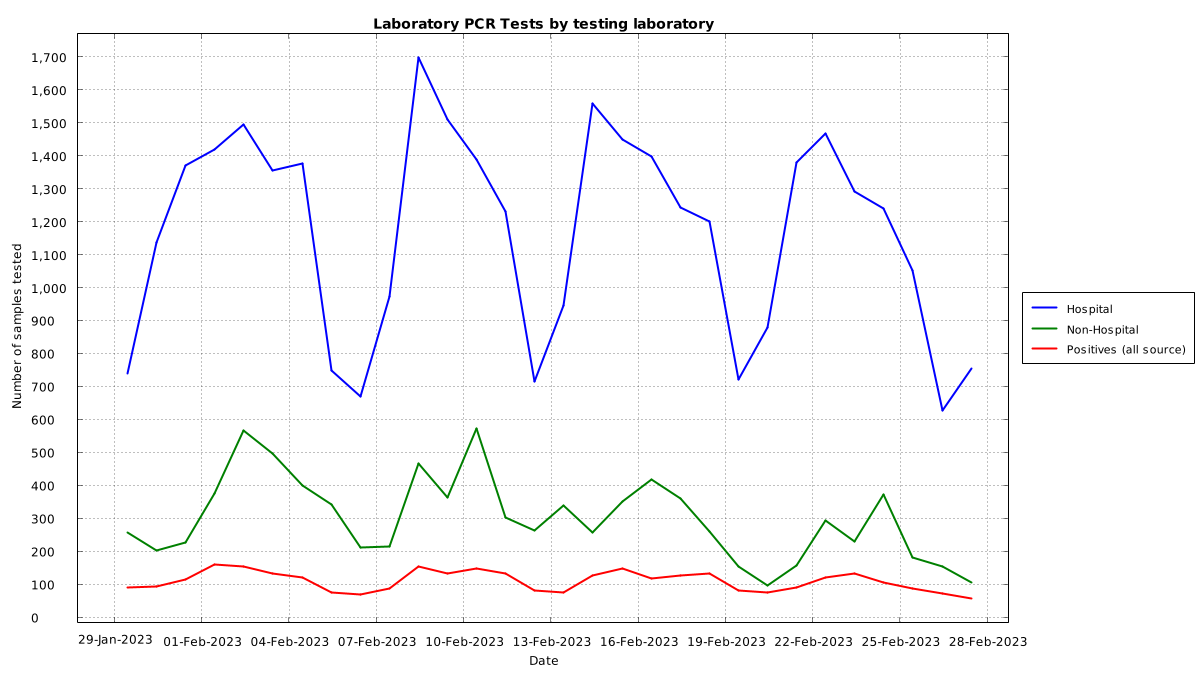 Laboratory PCR Tests by testing laboratory
Number of samples tested
1,700
1,600
1,500
1,400
1,300
1,200
1,100
1,000
900
800
700
600
500
400
300
200
100
0
29-Jan-2023 01-Feb-2023 04-Feb-2023 07-Feb-2023 10-Feb-2023 13-Feb-2023 16-Feb-2023 19-Feb-2023 22-Feb-2023 25-Feb-2023 28-Feb-2023
Date
Hospital
Non-Hospital
Positives (all source)